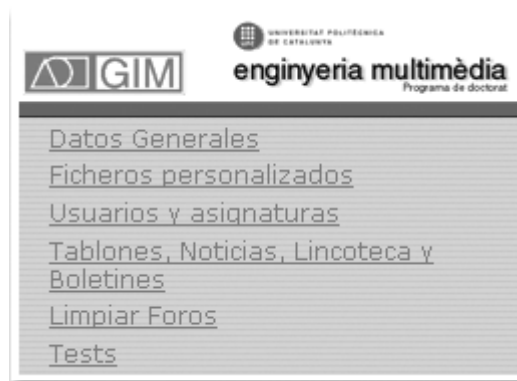 UNIVERSITAT POLITÈCNICA
DE CATALUNYA
GIM
enginyeria multimèdia
Programa de doctorat
Datos Generales
Ficheros personalizados
Usuarios y asignaturas
Tablones, Noticias, Lincoteca y
Boletines
Limpiar Foros
Tests